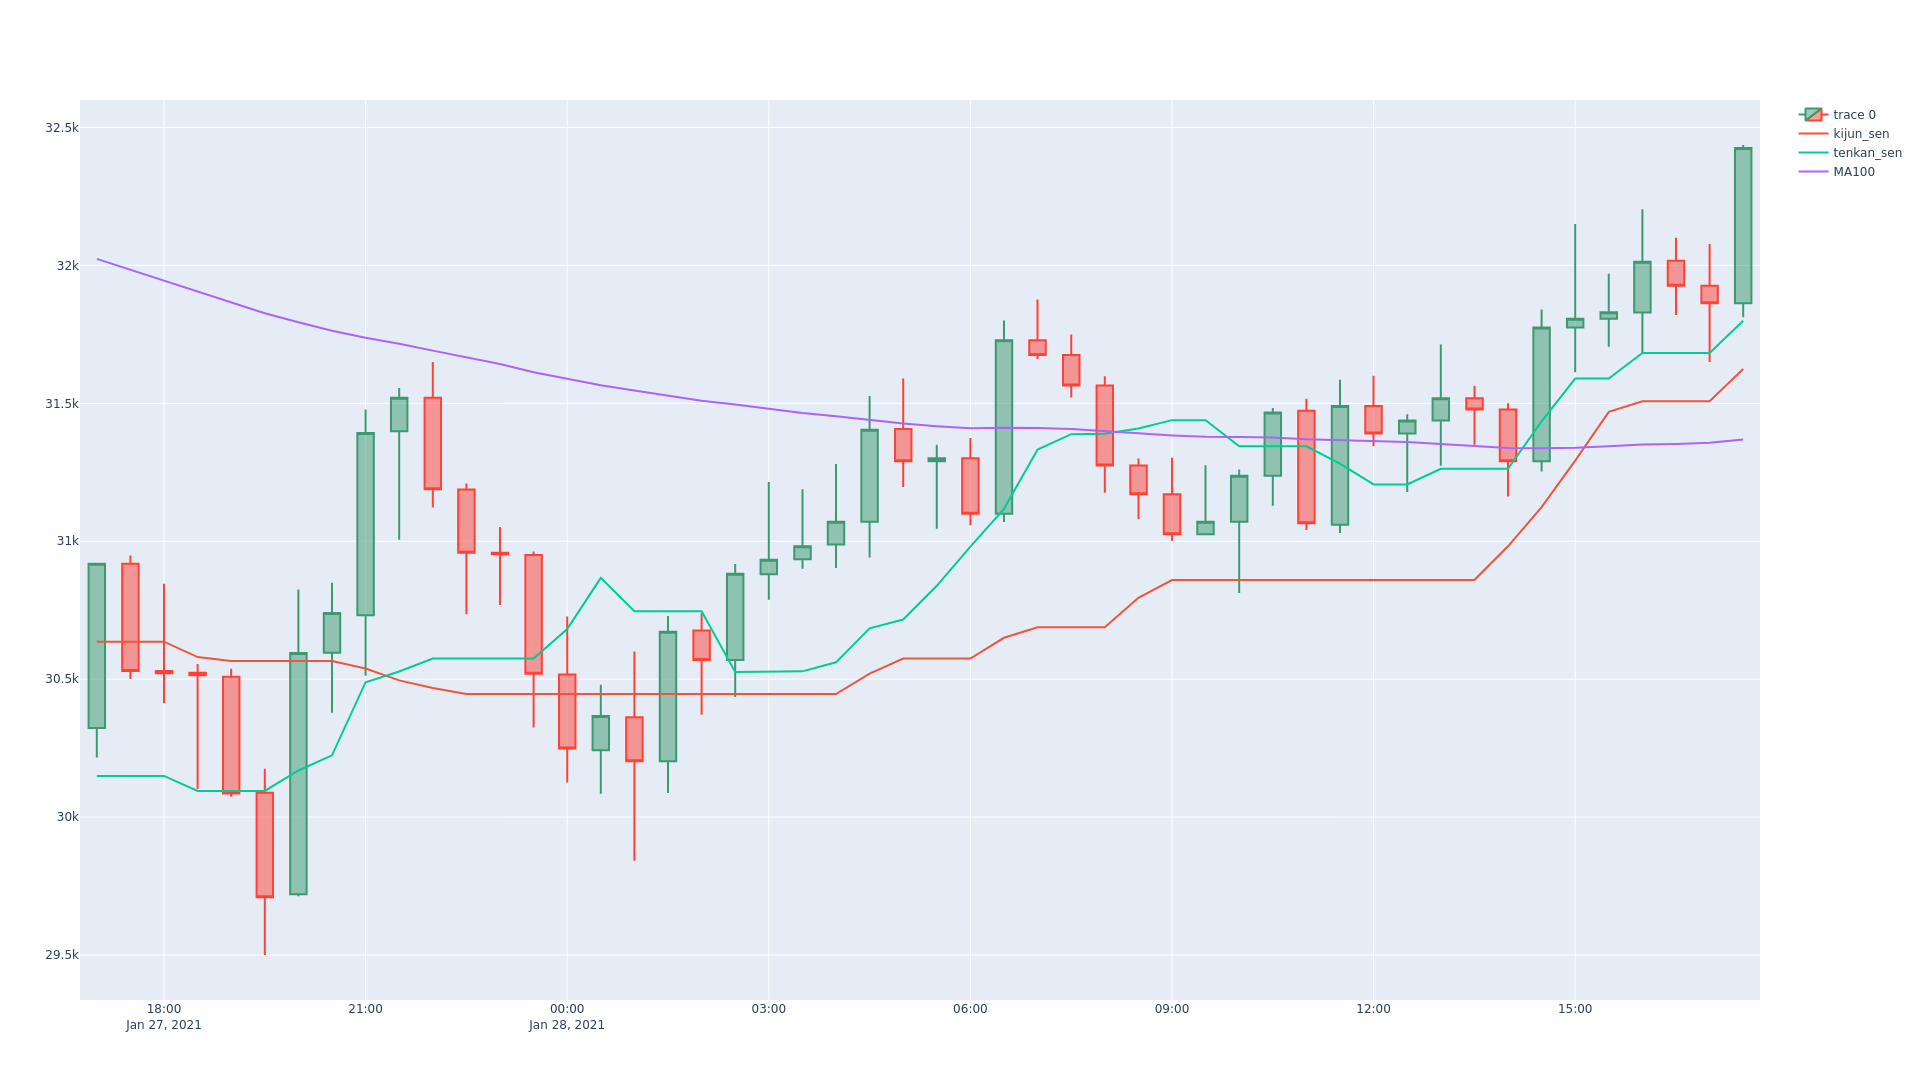 trace 0
kijun_sen
tenkan_sen
MA100
32.5k
32k
31.5k
31k
30.5k
30k
29.5k
18:00 21:00 00:00 03:00 06:00 09:00 12:00 15:00
Jan 27, 2021 Jan 28, 2021